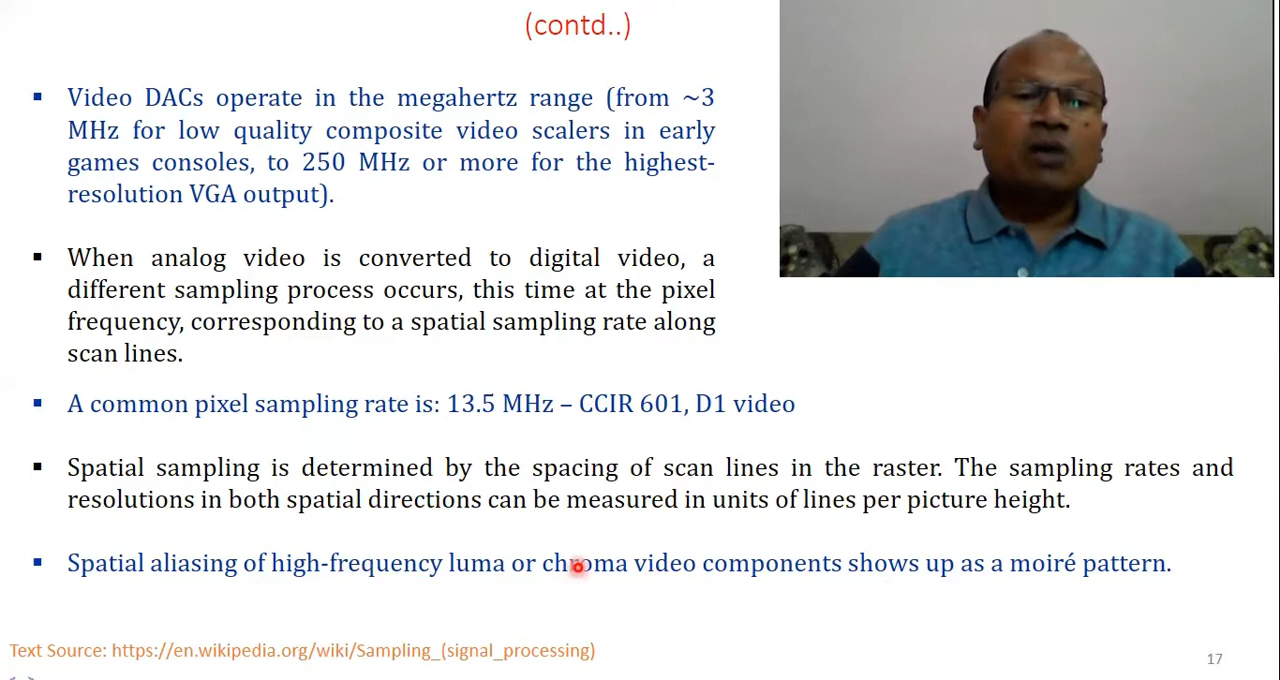 (contd..)
▪ Video DACs operate in the megahertz range (from ~3
MHz for low quality composite video scalers in early
games consoles, to 250 MHz or more for the highest-
resolution VGA output).
▪ When analog video is converted to digital video, a
different sampling process occurs, this time at the pixel
frequency, corresponding to a spatial sampling rate along
scan lines.
▪ A common pixel sampling rate is: 13.5 MHz – CCIR 601, D1 video
▪ Spatial sampling is determined by the spacing of scan lines in the raster. The sampling rates and
resolutions in both spatial directions can be measured in units of lines per picture height.
▪ Spatial aliasing of high-frequency luma or chroma video components shows up as a moiré pattern.
Text Source: https://en.wikipedia.org/wiki/Sampling_(signal_processing)
17